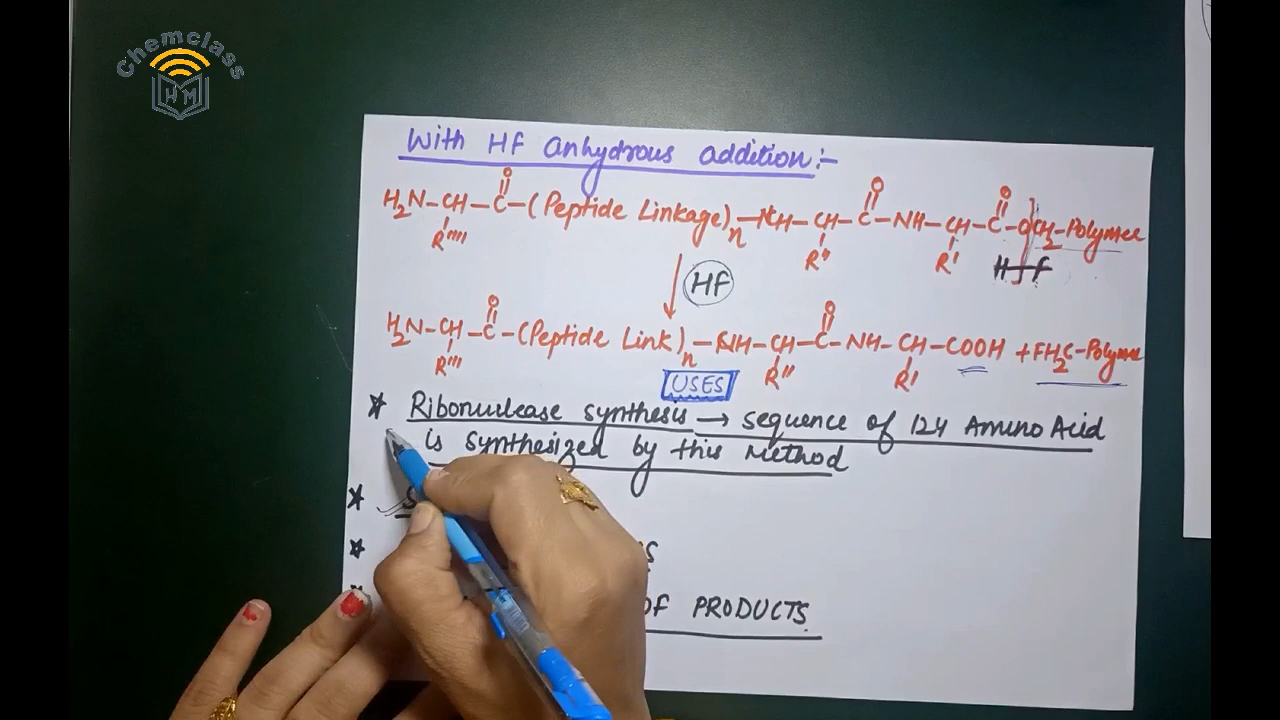 Chemclass
HM
With HF anhydrous addition:-
O O O
H2N-CH-C-(Peptide Linkage)n-NH-CH-C-NH-CH-C-OCH2-Polymer
R'''' R'' R' H-F
HF
O O
H2N-CH-C-(Peptide Link)n-NH-CH-C-NH-CH-COOH + FH2C-Polymer
R'''' R'' R'
USES
* Ribonuclease synthesis → sequence of 124 Amino Acid
is synthesized by this Method
*
*
OF PRODUCTS.